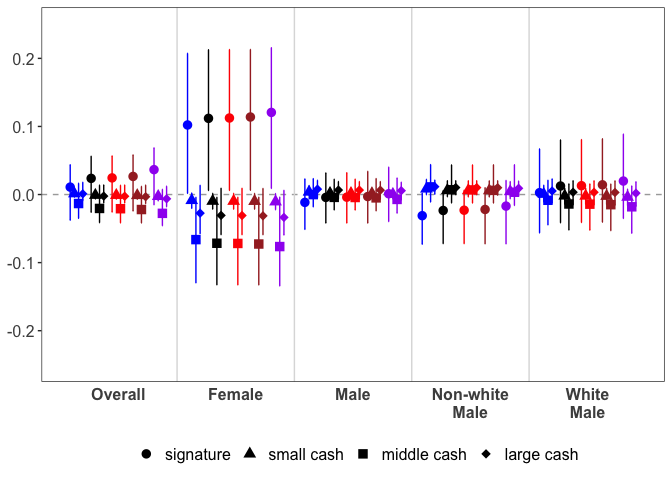 0.2
0.1
0.0
-0.1
-0.2
Overall Female Male Non-white White
Male Male
signature small cash middle cash large cash